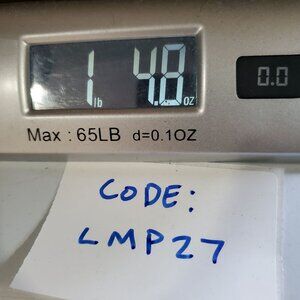 1 lb 4.8 OZ
0.0
Max : 65LB d=0.1OZ
CODE:
LMP27